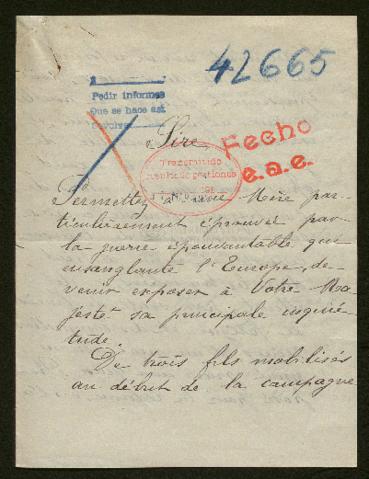 42665
Pedir informes
Que se hace est
Sire,
Fecho
e.a.e.
Transmitido
Permettez à une Mère par-
ticulièrement éprouvée par
la guerre épouvantable qui
ensanglante l'Europe, de
venir exposer à Votre Ma-
jesté sa principale inquié-
tude.
De trois fils mobilisés
au début de la campagne